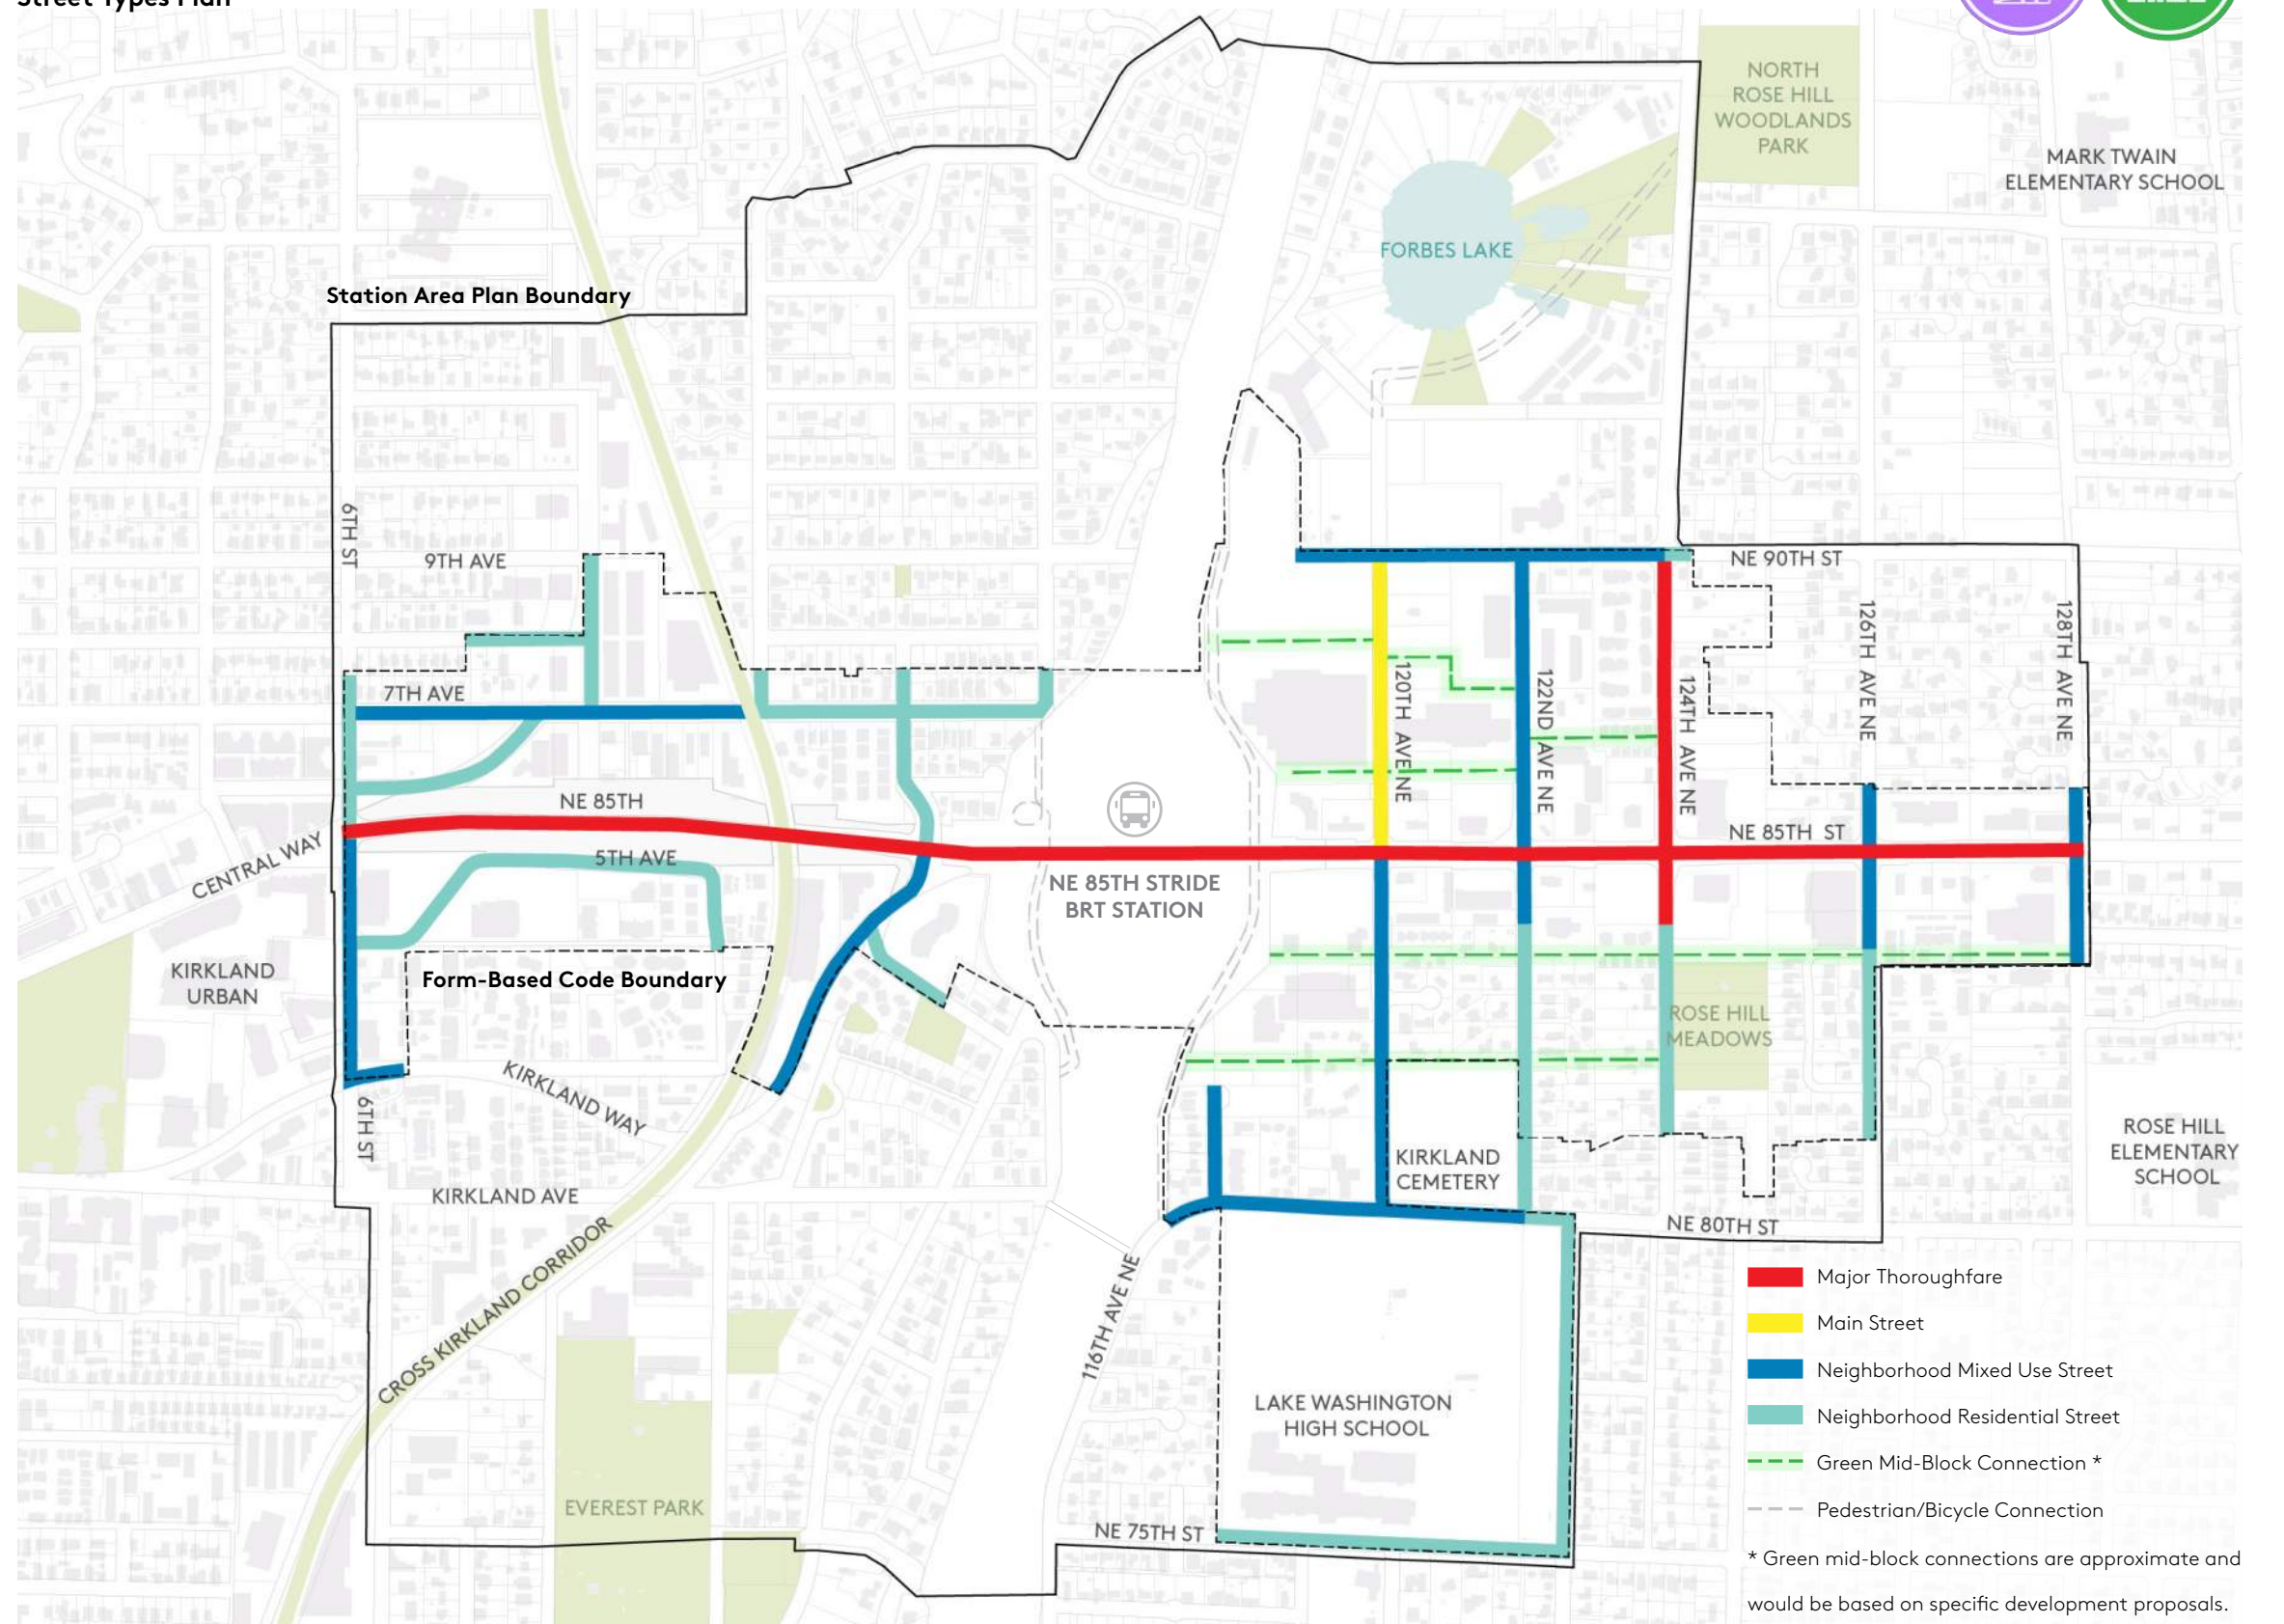 Street Types Plan
NORTH
ROSE HILL
WOODLANDS
PARK
MARK TWAIN
ELEMENTARY SCHOOL
FORBES LAKE
Station Area Plan Boundary
6TH ST
9TH AVE
NE 90TH ST
126TH AVE NE
128TH AVE NE
7TH AVE
120TH AVE NE
122ND AVE NE
124TH AVE NE
NE 85TH
NE 85TH ST
CENTRAL WAY
5TH AVE
NE 85TH STRIDE
BRT STATION
KIRKLAND
URBAN
Form-Based Code Boundary
ROSE HILL
MEADOWS
KIRKLAND WAY
6TH ST
ROSE HILL
ELEMENTARY
SCHOOL
KIRKLAND
CEMETERY
KIRKLAND AVE
NE 80TH ST
CROSS KIRKLAND CORRIDOR
116TH AVE NE
LAKE WASHINGTON
HIGH SCHOOL
EVEREST PARK
NE 75TH ST
Major Thoroughfare
Main Street
Neighborhood Mixed Use Street
Neighborhood Residential Street
Green Mid-Block Connection *
Pedestrian/Bicycle Connection
* Green mid-block connections are approximate and
would be based on specific development proposals.